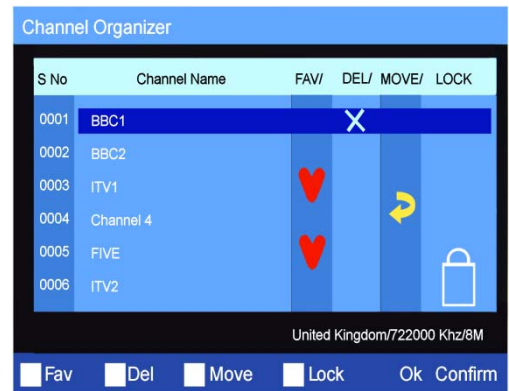 Channel Organizer
S No Channel Name FAV/ DEL/ MOVE/ LOCK
0001 BBC1
0002 BBC2
0003 ITV1
0004 Channel 4
0005 FIVE
0006 ITV2
United Kingdom/722000 Khz/8M
Fav Del Move Lock Ok Confirm